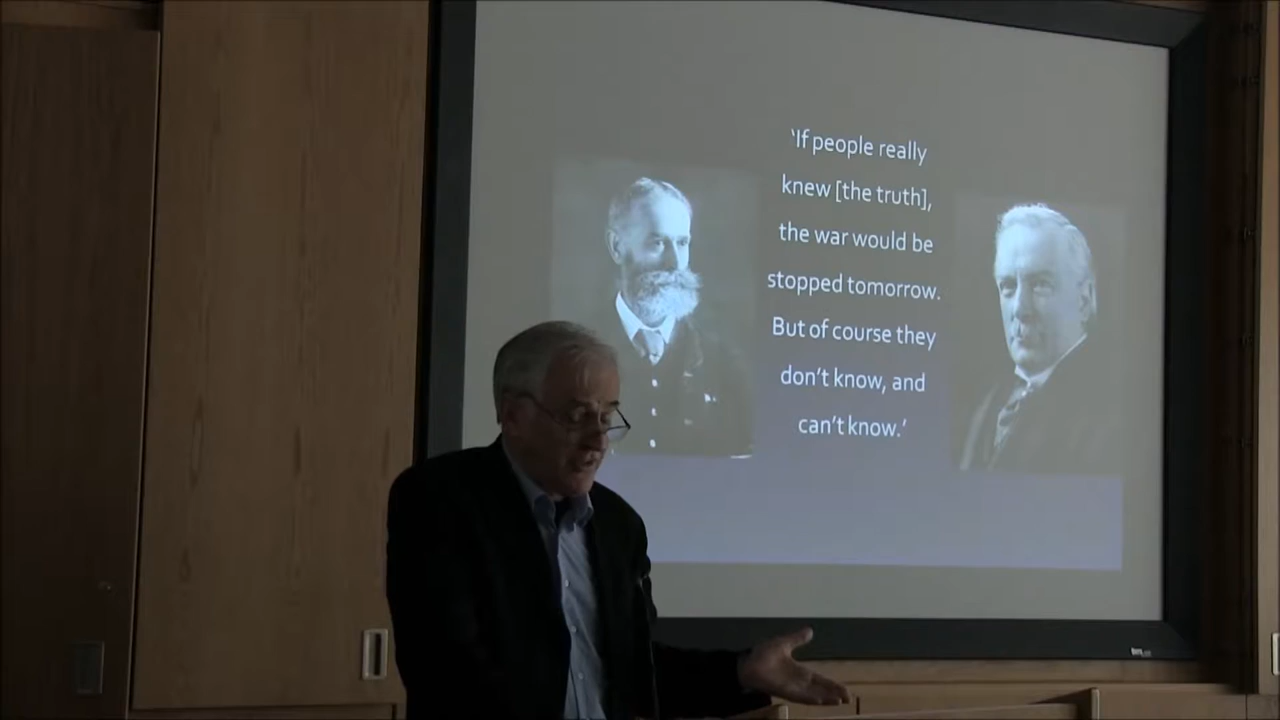 ‘If people really
knew [the truth],
the war would be
stopped tomorrow.
But of course they
don’t know, and
can’t know.’